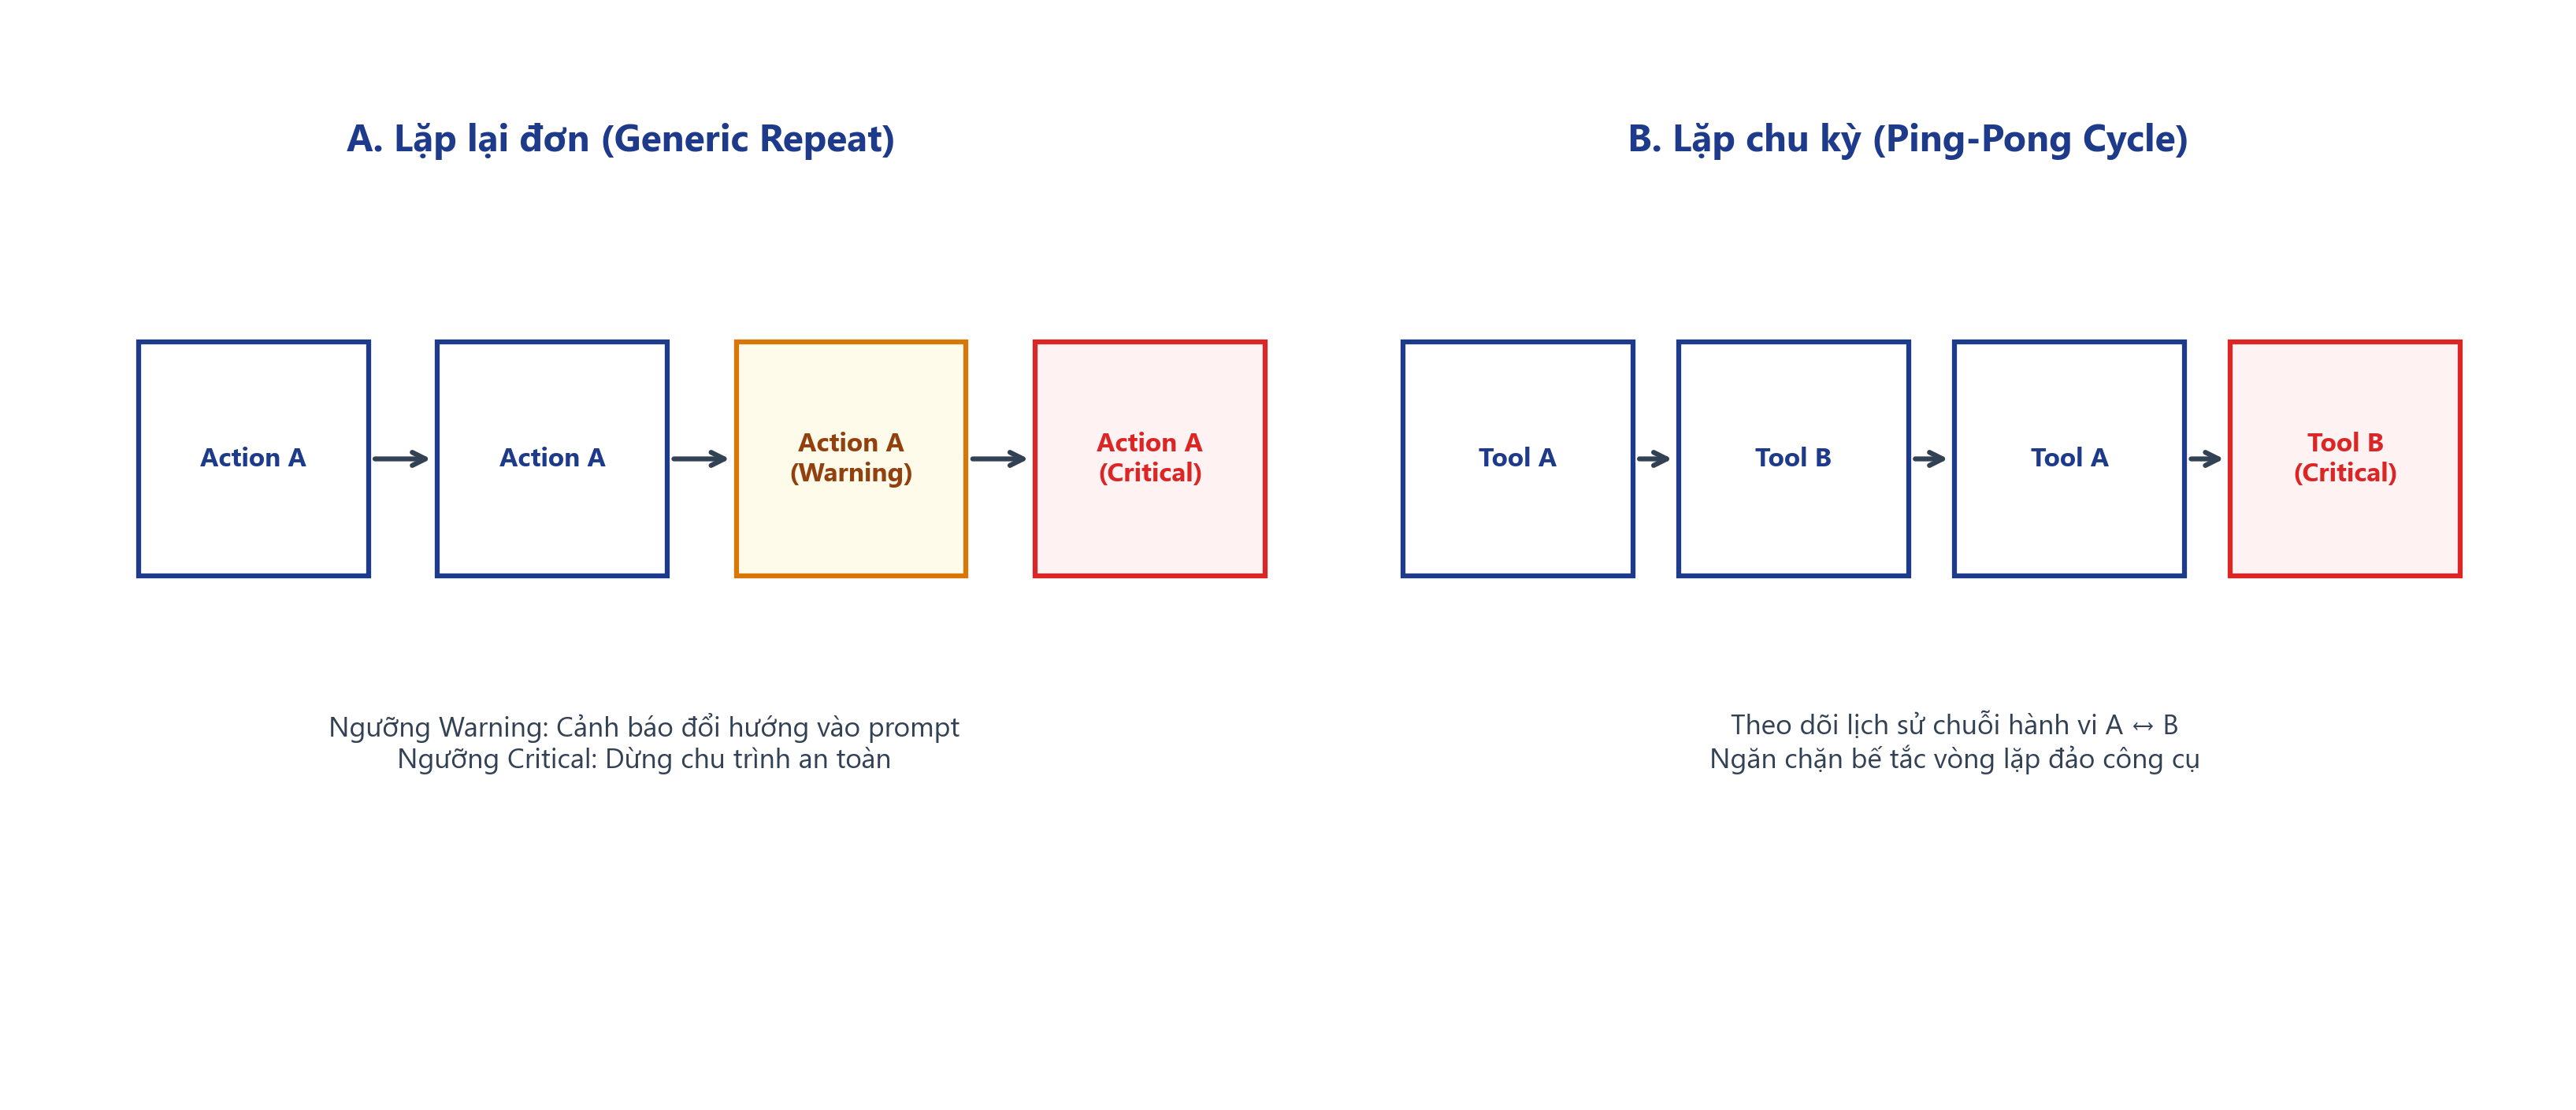 A. Lặp lại đơn (Generic Repeat)
Action A
Action A
Action A
(Warning)
Action A
(Critical)
Ngưỡng Warning: Cảnh báo đổi hướng vào prompt
Ngưỡng Critical: Dừng chu trình an toàn
B. Lặp chu kỳ (Ping-Pong Cycle)
Tool A
Tool B
Tool A
Tool B
(Critical)
Theo dõi lịch sử chuỗi hành vi A ↔ B
Ngăn chặn bế tắc vòng lặp đảo công cụ